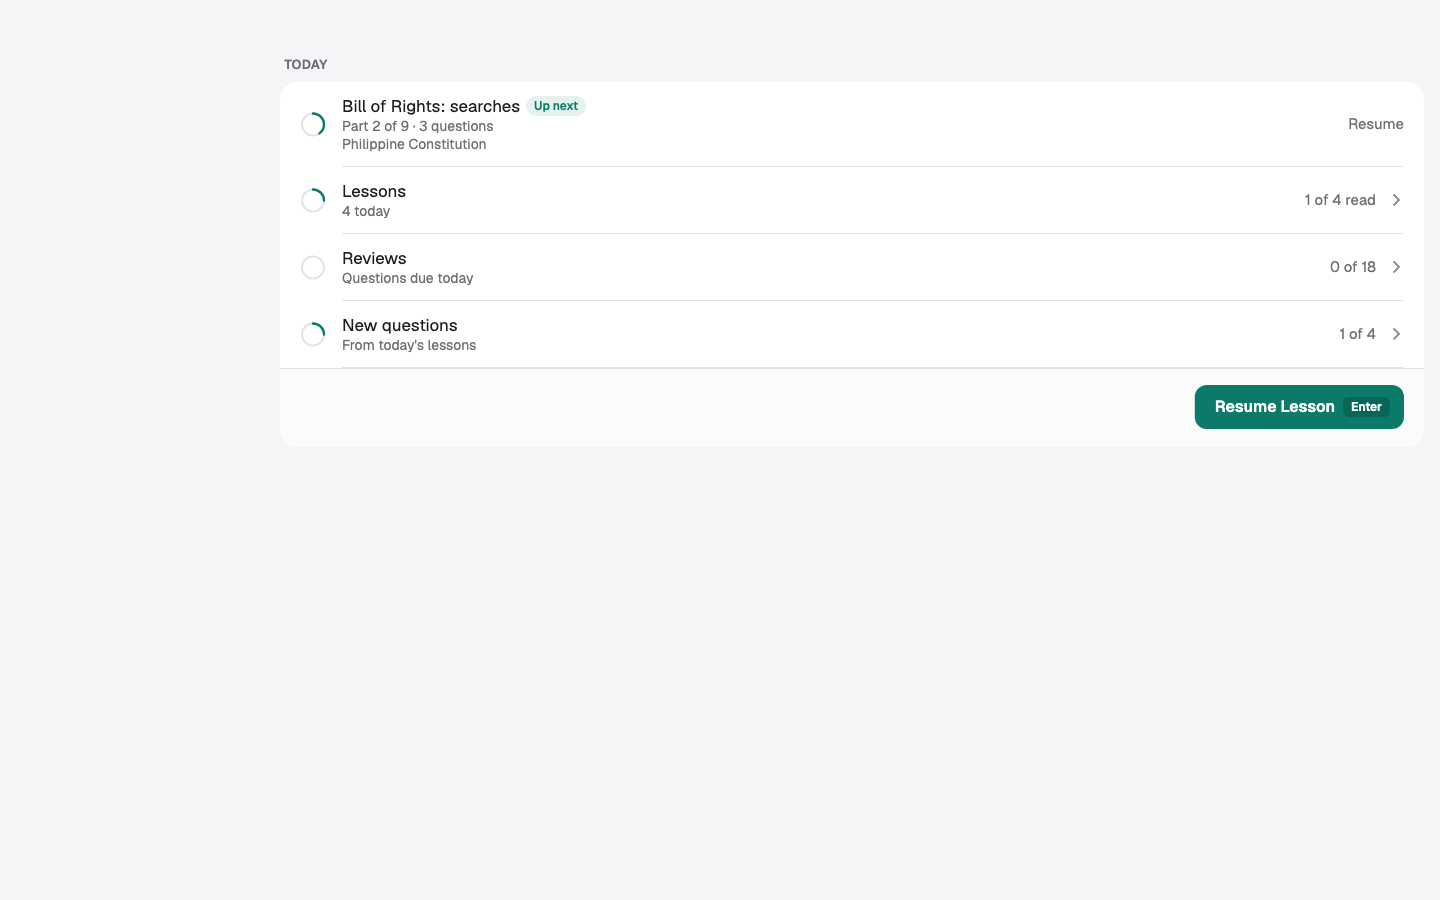 TODAY
Bill of Rights: searches Up next
Part 2 of 9 · 3 questions
Philippine Constitution
Resume
Lessons
4 today
1 of 4 read
Reviews
Questions due today
0 of 18
New questions
From today's lessons
1 of 4
Resume Lesson Enter